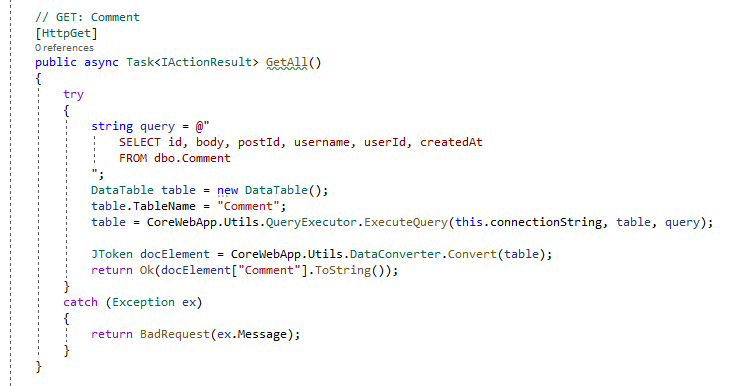 // GET: Comment
[HttpGet]
0 references
public async Task<IActionResult> GetAll()
{
try
{
string query = @"
SELECT id, body, postId, username, userId, createdAt
FROM dbo.Comment
";
DataTable table = new DataTable();
table.TableName = "Comment";
table = CoreWebApp.Utils.QueryExecutor.ExecuteQuery(this.connectionString, table, query);
JToken docElement = CoreWebApp.Utils.DataConverter.Convert(table);
return Ok(docElement["Comment"].ToString());
}
catch (Exception ex)
{
return BadRequest(ex.Message);
}
}